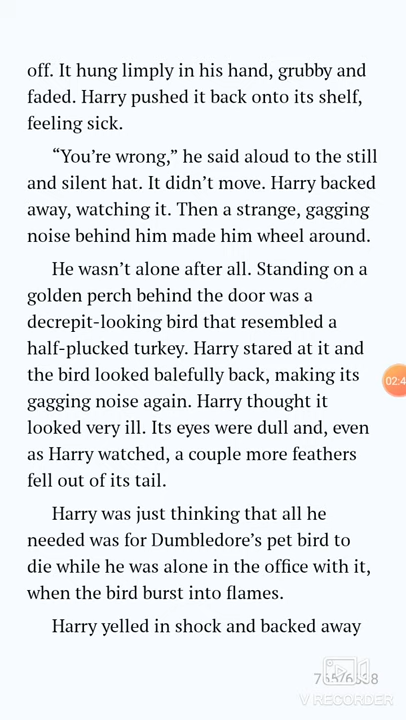 off. It hung limply in his hand, grubby and
faded. Harry pushed it back onto its shelf,
feeling sick.
“You’re wrong,” he said aloud to the still
and silent hat. It didn’t move. Harry backed
away, watching it. Then a strange, gagging
noise behind him made him wheel around.
He wasn’t alone after all. Standing on a
golden perch behind the door was a
decrepit-looking bird that resembled a
half-plucked turkey. Harry stared at it and
the bird looked balefully back, making its
gagging noise again. Harry thought it
looked very ill. Its eyes were dull and, even
as Harry watched, a couple more feathers
fell out of its tail.
Harry was just thinking that all he
needed was for Dumbledore’s pet bird to
die while he was alone in the office with it,
when the bird burst into flames.
Harry yelled in shock and backed away
V RECORDER